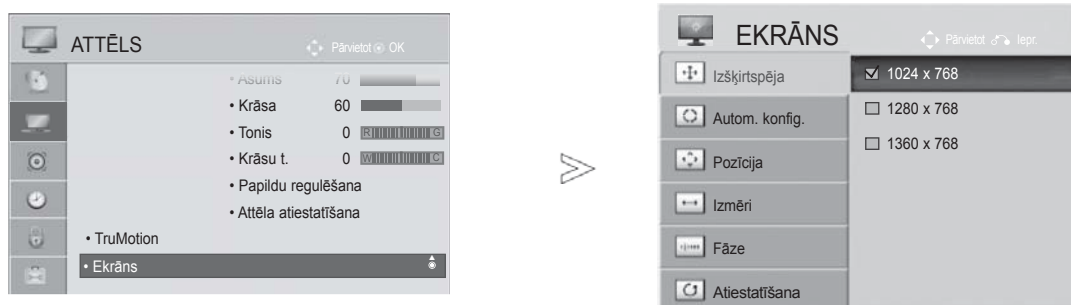 ATTĒLS
Pārvietot OK
• Asums 70
• Krāsa 60
• Tonis 0 R G
• Krāsu t. 0 W C
• Papildu regulēšana
• Attēla atiestatīšana
• TruMotion
• Ekrāns
EKRĀNS
Pārvietot Iepr.
Izšķirtspēja
Autom. konfig.
Pozīcija
Izmēri
Fāze
Atiestatīšana
1024 x 768
1280 x 768
1360 x 768